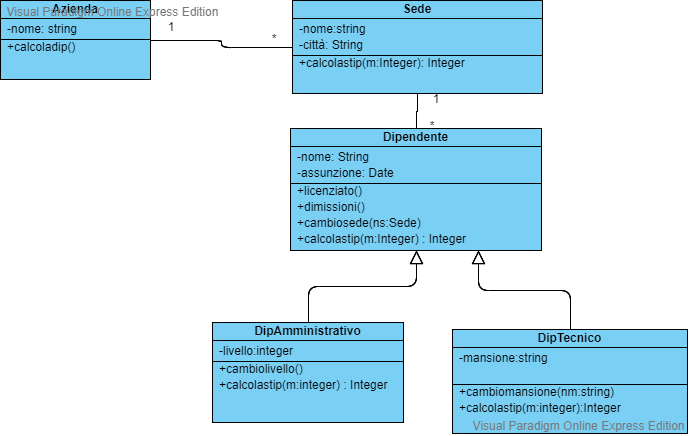 Visual Paradigm Online Express Edition
Azienda
-nome: string
+calcoladip()
1
*
Sede
-nome:string
-città: String
+calcolastip(m:Integer): Integer
1
*
Dipendente
-nome: String
-assunzione: Date
+licenziato()
+dimissioni()
+cambiosede(ns:Sede)
+calcolastip(m:Integer) : Integer
DipAmministrativo
-livello:integer
+cambiolivello()
+calcolastip(m:integer) : Integer
DipTecnico
-mansione:string
+cambiomansione(nm:string)
+calcolastip(m:integer):Integer
Visual Paradigm Online Express Edition